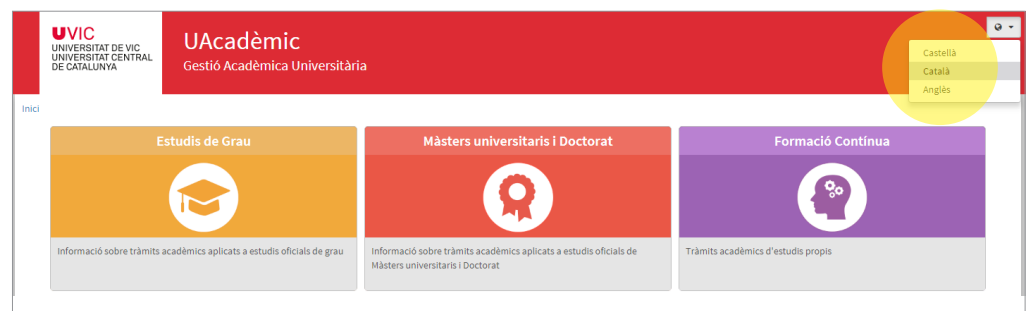 UVIC
UNIVERSITAT DE VIC
UNIVERSITAT CENTRAL
DE CATALUNYA
UAcadèmic
Gestió Acadèmica Universitària
Castellà
Català
Anglès
Inici
Estudis de Grau
Informació sobre tràmits acadèmics aplicats a estudis oficials de grau
Màsters universitaris i Doctorat
Informació sobre tràmits acadèmics aplicats a estudis oficials de
Màsters universitaris i Doctorat
Formació Contínua
Tràmits acadèmics d'estudis propis